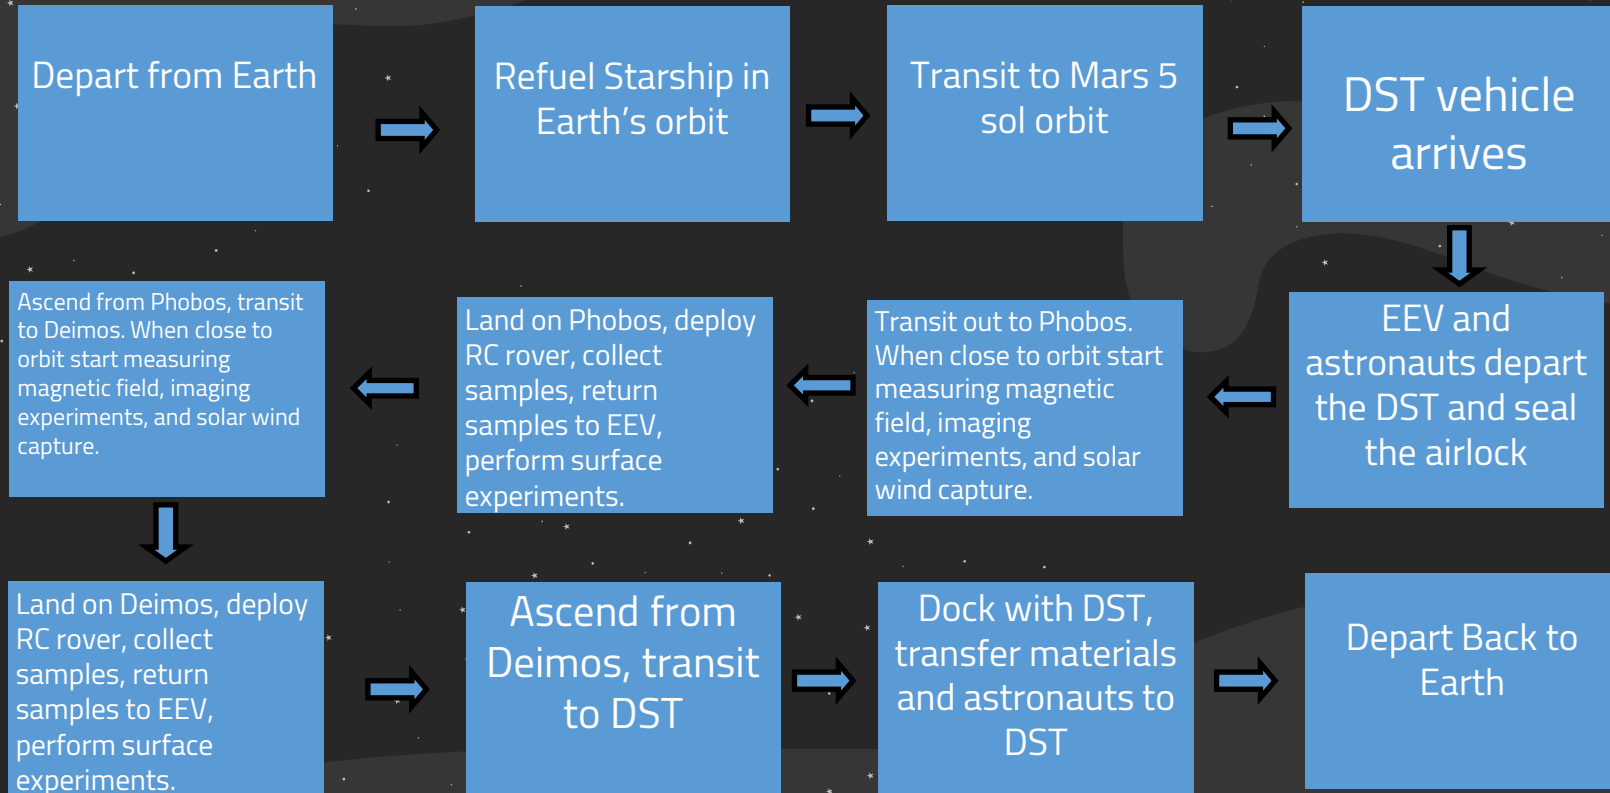 Depart from Earth
Refuel Starship in
Earth's orbit
Transit to Mars 5
sol orbit
DST vehicle
arrives
EEV and
astronauts depart
the DST and seal
the airlock
Transit out to Phobos.
When close to orbit start
measuring magnetic
field, imaging
experiments, and solar
wind capture.
Land on Phobos, deploy
RC rover, collect
samples, return
samples to EEV,
perform surface
experiments.
Ascend from Phobos, transit
to Deimos. When close to
orbit start measuring
magnetic field, imaging
experiments, and solar wind
capture.
Land on Deimos, deploy
RC rover, collect
samples, return
samples to EEV,
perform surface
experiments.
Ascend from
Deimos, transit
to DST
Dock with DST,
transfer materials
and astronauts to
DST
Depart Back to
Earth